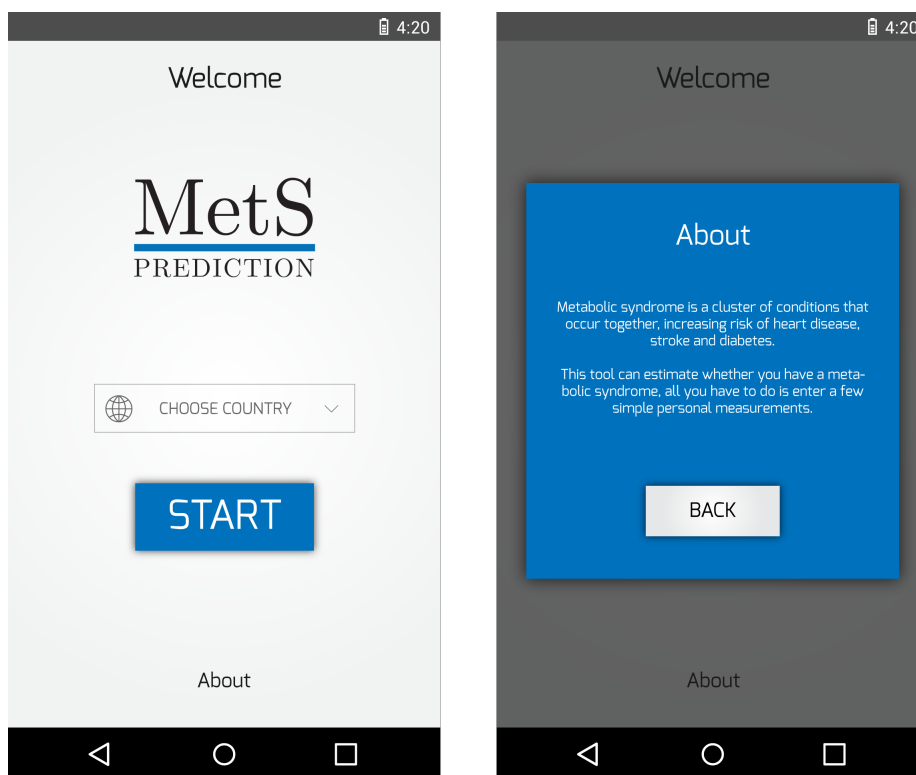 4:20
Welcome
MetS
PREDICTION
CHOOSE COUNTRY
START
About
4:20
Welcome
About
Metabolic syndrome is a cluster of conditions that
occur together, increasing risk of heart disease,
stroke and diabetes.
This tool can estimate whether you have a meta-
bolic syndrome, all you have to do is enter a few
simple personal measurements.
BACK
About